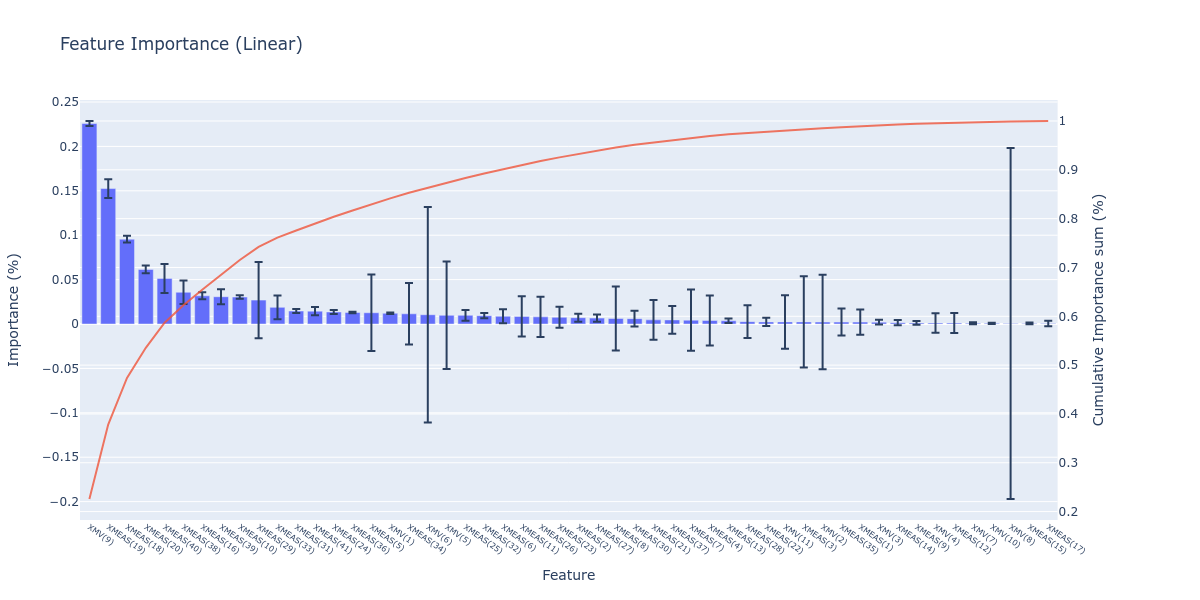 Feature Importance (Linear)
0.25
0.2
0.15
0.1
0.05
0
−0.05
−0.1
−0.15
−0.2
Importance (%)
1
0.9
0.8
0.7
0.6
0.5
0.4
0.3
0.2
Cumulative Importance sum (%)
XMV(9)
XMEAS(19)
XMEAS(18)
XMEAS(20)
XMEAS(40)
XMEAS(38)
XMEAS(16)
XMEAS(39)
XMEAS(10)
XMEAS(29)
XMEAS(33)
XMEAS(31)
XMEAS(41)
XMEAS(24)
XMEAS(36)
XMEAS(5)
XMV(1)
XMEAS(34)
XMV(6)
XMV(5)
XMEAS(25)
XMEAS(32)
XMEAS(6)
XMEAS(11)
XMEAS(26)
XMEAS(23)
XMEAS(2)
XMEAS(27)
XMEAS(8)
XMEAS(30)
XMEAS(21)
XMEAS(37)
XMEAS(7)
XMEAS(4)
XMEAS(13)
XMEAS(28)
XMEAS(22)
XMV(11)
XMEAS(3)
XMV(2)
XMEAS(35)
XMEAS(1)
XMV(3)
XMEAS(14)
XMEAS(9)
XMV(4)
XMEAS(12)
XMV(7)
XMV(10)
XMV(8)
XMEAS(15)
XMEAS(17)
Feature